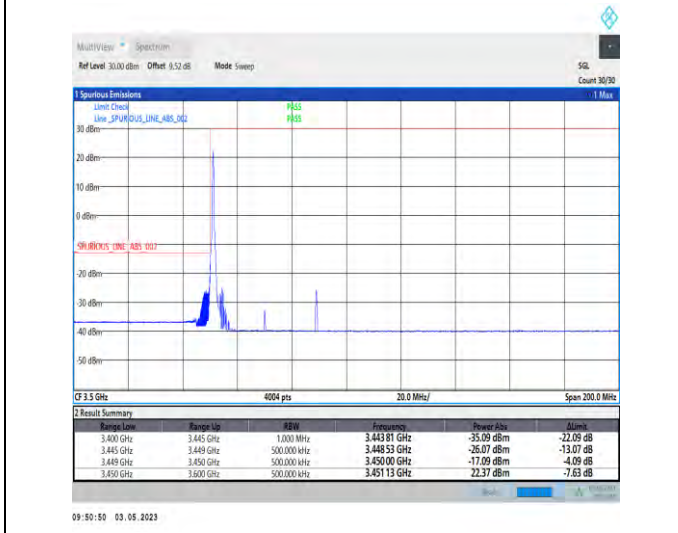 MultiView Spectrum
Ref Level 30.00 dBm Offset 9.52 dB Mode Sweep SGL
Count 30/30
1 Spurious Emissions 1 Max
Limit Check PASS
Line _SPURIOUS_LINE_ABS_002 PASS
30 dBm
20 dBm
10 dBm
0 dBm
SPURIOUS_LINE_ABS_002
-20 dBm
-30 dBm
-40 dBm
-50 dBm
CF 3.5 GHz 4004 pts 20.0 MHz/ Span 200.0 MHz
2 Result Summary
Range Low Range Up RBW Frequency Power Abs ΔLimit
3.400 GHz 3.445 GHz 1.000 MHz 3.443 81 GHz -35.09 dBm -22.09 dB
3.445 GHz 3.449 GHz 500.000 kHz 3.448 53 GHz -26.07 dBm -13.07 dB
3.449 GHz 3.450 GHz 500.000 kHz 3.450 00 GHz -17.09 dBm -4.09 dB
3.450 GHz 3.600 GHz 500.000 kHz 3.451 13 GHz 22.37 dBm -7.63 dB
09:50:50 03.05.2023